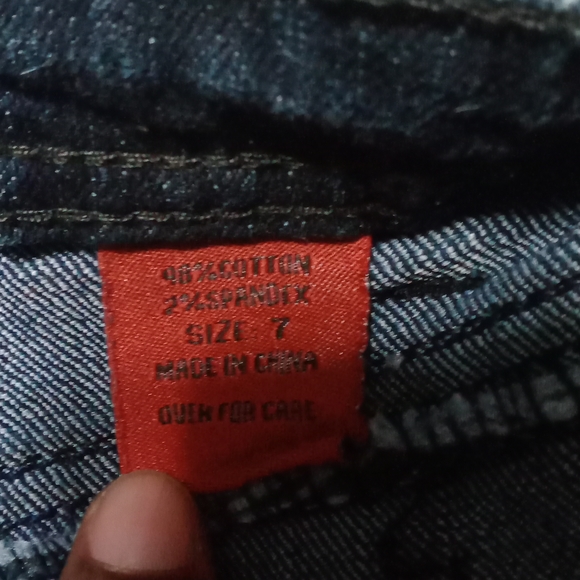 98%COTTON
2%SPANDEX
SIZE 7
MADE IN CHINA
OVER FOR CARE